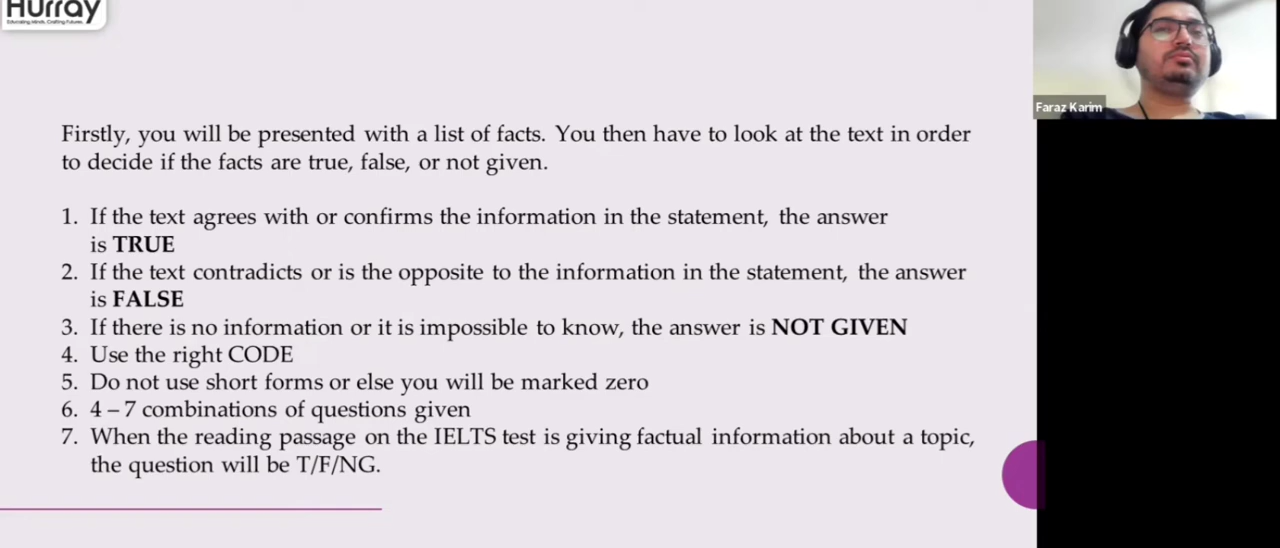 Hurray
Educating Minds, Crafting Futures.
Faraz Karim
Firstly, you will be presented with a list of facts. You then have to look at the text in order
to decide if the facts are true, false, or not given.
1. If the text agrees with or confirms the information in the statement, the answer
is TRUE
2. If the text contradicts or is the opposite to the information in the statement, the answer
is FALSE
3. If there is no information or it is impossible to know, the answer is NOT GIVEN
4. Use the right CODE
5. Do not use short forms or else you will be marked zero
6. 4 – 7 combinations of questions given
7. When the reading passage on the IELTS test is giving factual information about a topic,
the question will be T/F/NG.